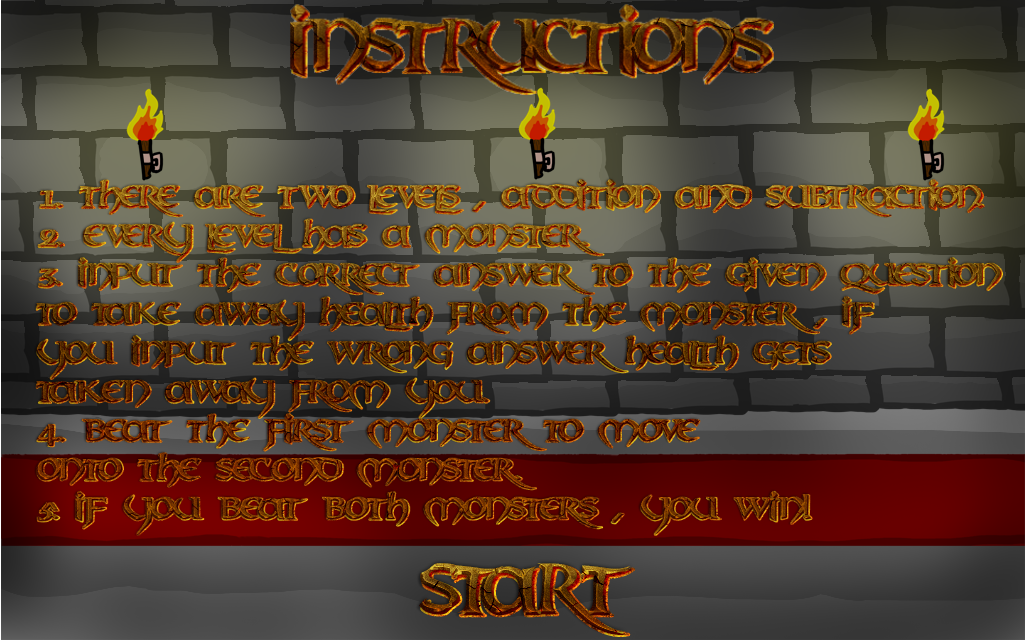 INSTRUCTIONS
1. There are two levels, addition and subtraction
2. Every level has a monster
3. Input the correct answer to the given question
to take away health from the monster, if
you input the wrong answer health gets
taken away from you.
4. Beat the first monster to move
onto the second monster
5. If you beat both monsters, you win!
START